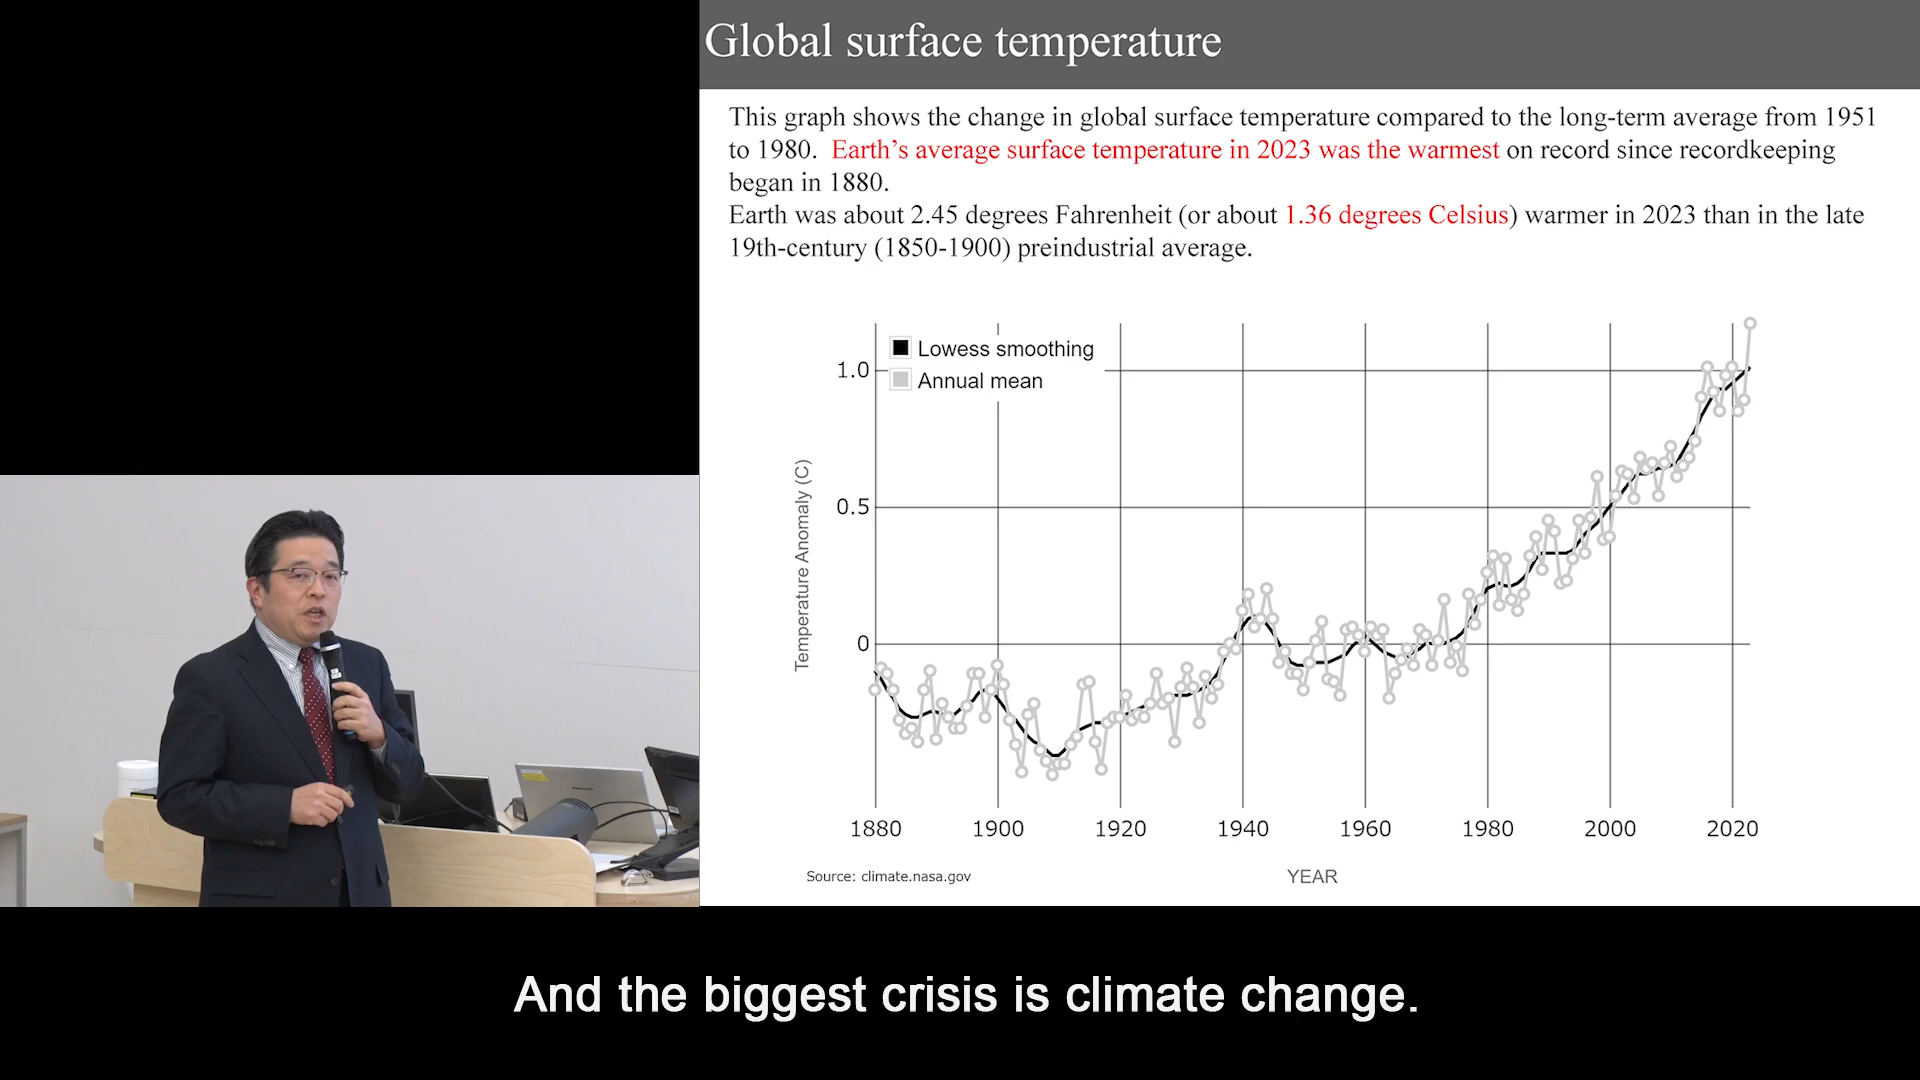 Global surface temperature
This graph shows the change in global surface temperature compared to the long-term average from 1951
to 1980. Earth's average surface temperature in 2023 was the warmest on record since recordkeeping
began in 1880.
Earth was about 2.45 degrees Fahrenheit (or about 1.36 degrees Celsius) warmer in 2023 than in the late
19th-century (1850-1900) preindustrial average.
Lowess smoothing
Annual mean
1.0
0.5
0
Temperature Anomaly (C)
1880 1900 1920 1940 1960 1980 2000 2020
Source: climate.nasa.gov
YEAR
And the biggest crisis is climate change.